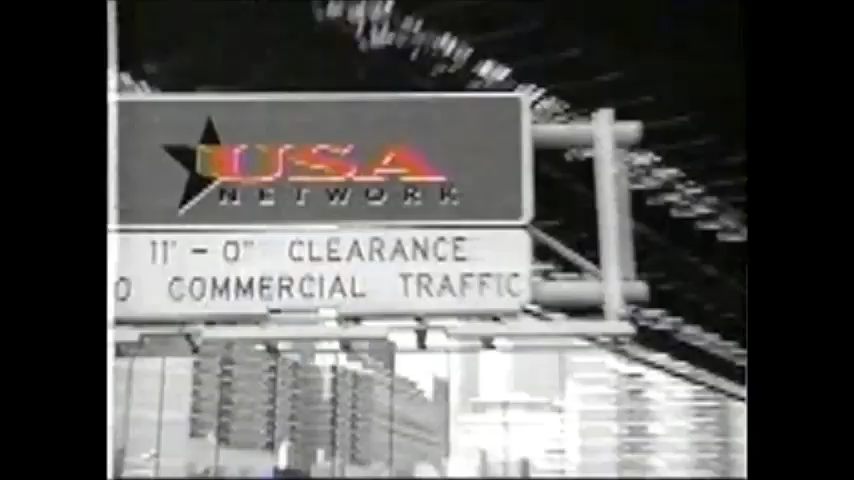 USA
NETWORK
11' - 0" CLEARANCE
O COMMERCIAL TRAFFIC